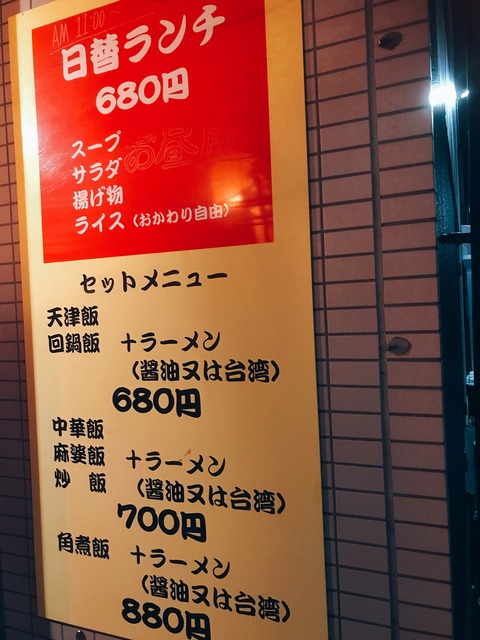 AM 11:00～
日替ランチ
680円
スープ
サラダ
揚げ物
ライス(おかわり自由)
セットメニュー
天津飯
回鍋飯 +ラーメン
(醤油又は台湾)
680円
中華飯
麻婆飯 +ラーメン
炒 飯 (醤油又は台湾)
700円
角煮飯 +ラーメン
(醤油又は台湾)
880円